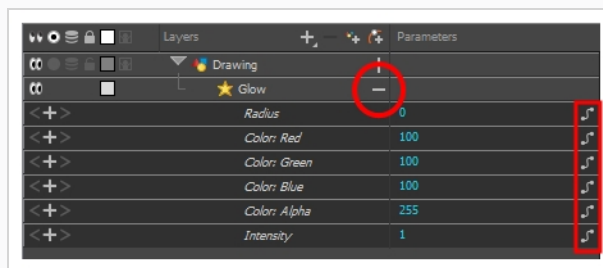 Layers Parameters
Drawing
Glow
Radius 0
Color: Red 100
Color: Green 100
Color: Blue 100
Color: Alpha 255
Intensity 1